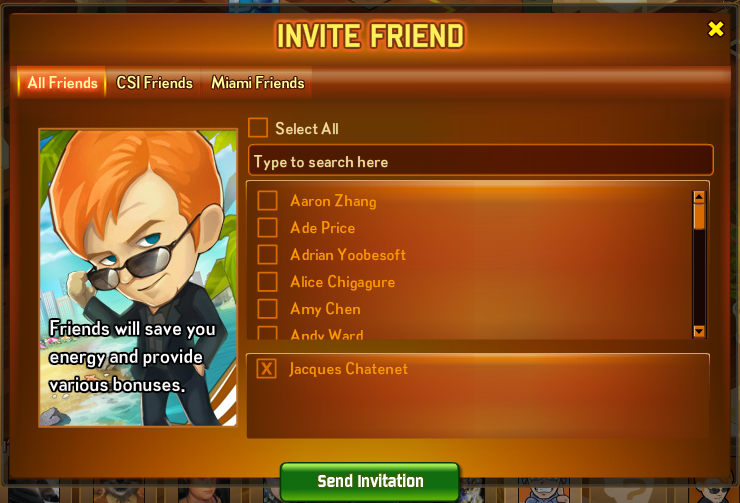 INVITE FRIEND
All Friends CSI Friends Miami Friends
Select All
Type to search here
Aaron Zhang
Ade Price
Adrian Yoobesoft
Alice Chigagure
Amy Chen
Andy Ward
Friends will save you
energy and provide
various bonuses.
X Jacques Chatenet
Send Invitation